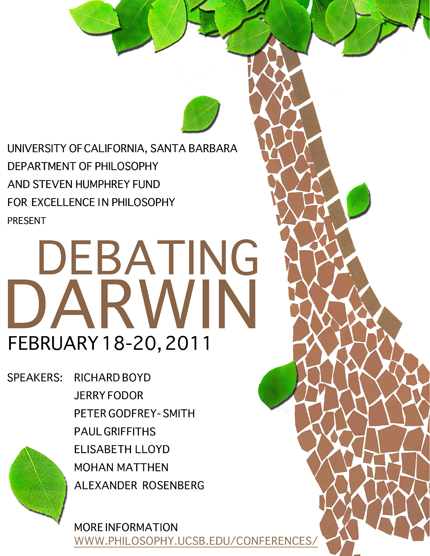 UNIVERSITY OF CALIFORNIA, SANTA BARBARA
DEPARTMENT OF PHILOSOPHY
AND STEVEN HUMPHREY FUND
FOR EXCELLENCE IN PHILOSOPHY
PRESENT
DEBATING
DARWIN
FEBRUARY 18-20, 2011
SPEAKERS: RICHARD BOYD
JERRY FODOR
PETER GODFREY-SMITH
PAUL GRIFFITHS
ELISABETH LLOYD
MOHAN MATTHEN
ALEXANDER ROSENBERG
MORE INFORMATION
WWW.PHILOSOPHY.UCSB.EDU/CONFERENCES/